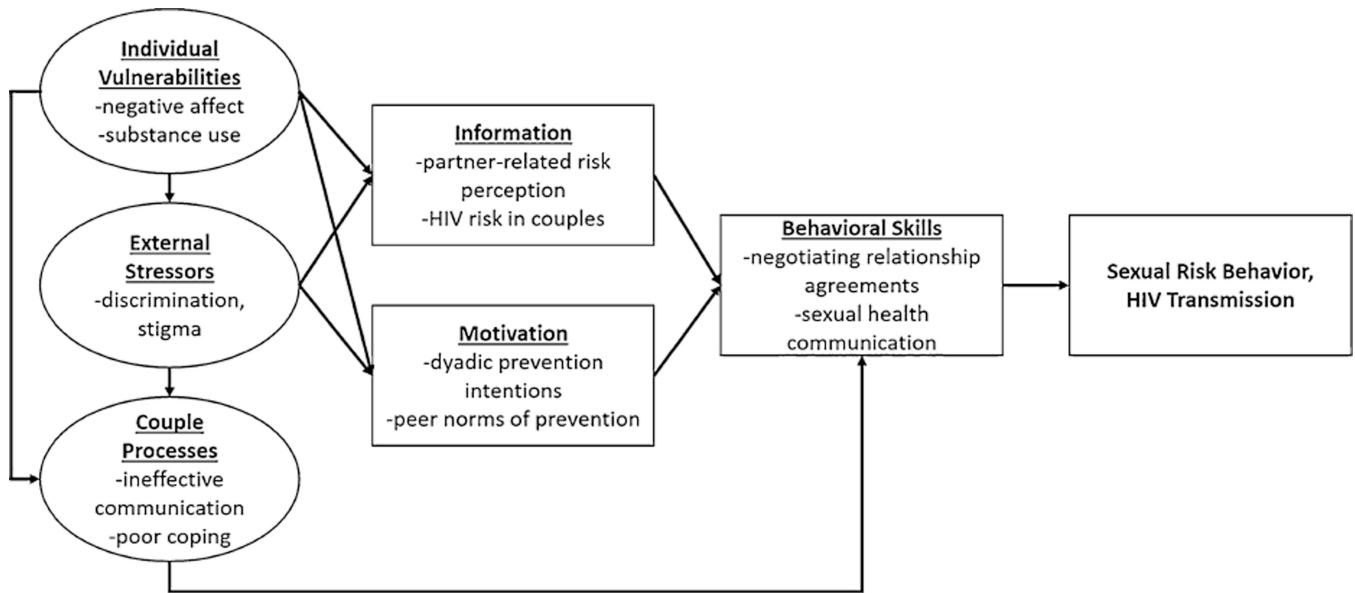 Individual
Vulnerabilities
-negative affect
-substance use
External
Stressors
-discrimination,
stigma
Couple
Processes
-ineffective
communication
-poor coping
Information
-partner-related risk
perception
-HIV risk in couples
Motivation
-dyadic prevention
intentions
-peer norms of prevention
Behavioral Skills
-negotiating relationship
agreements
-sexual health
communication
Sexual Risk Behavior,
HIV Transmission